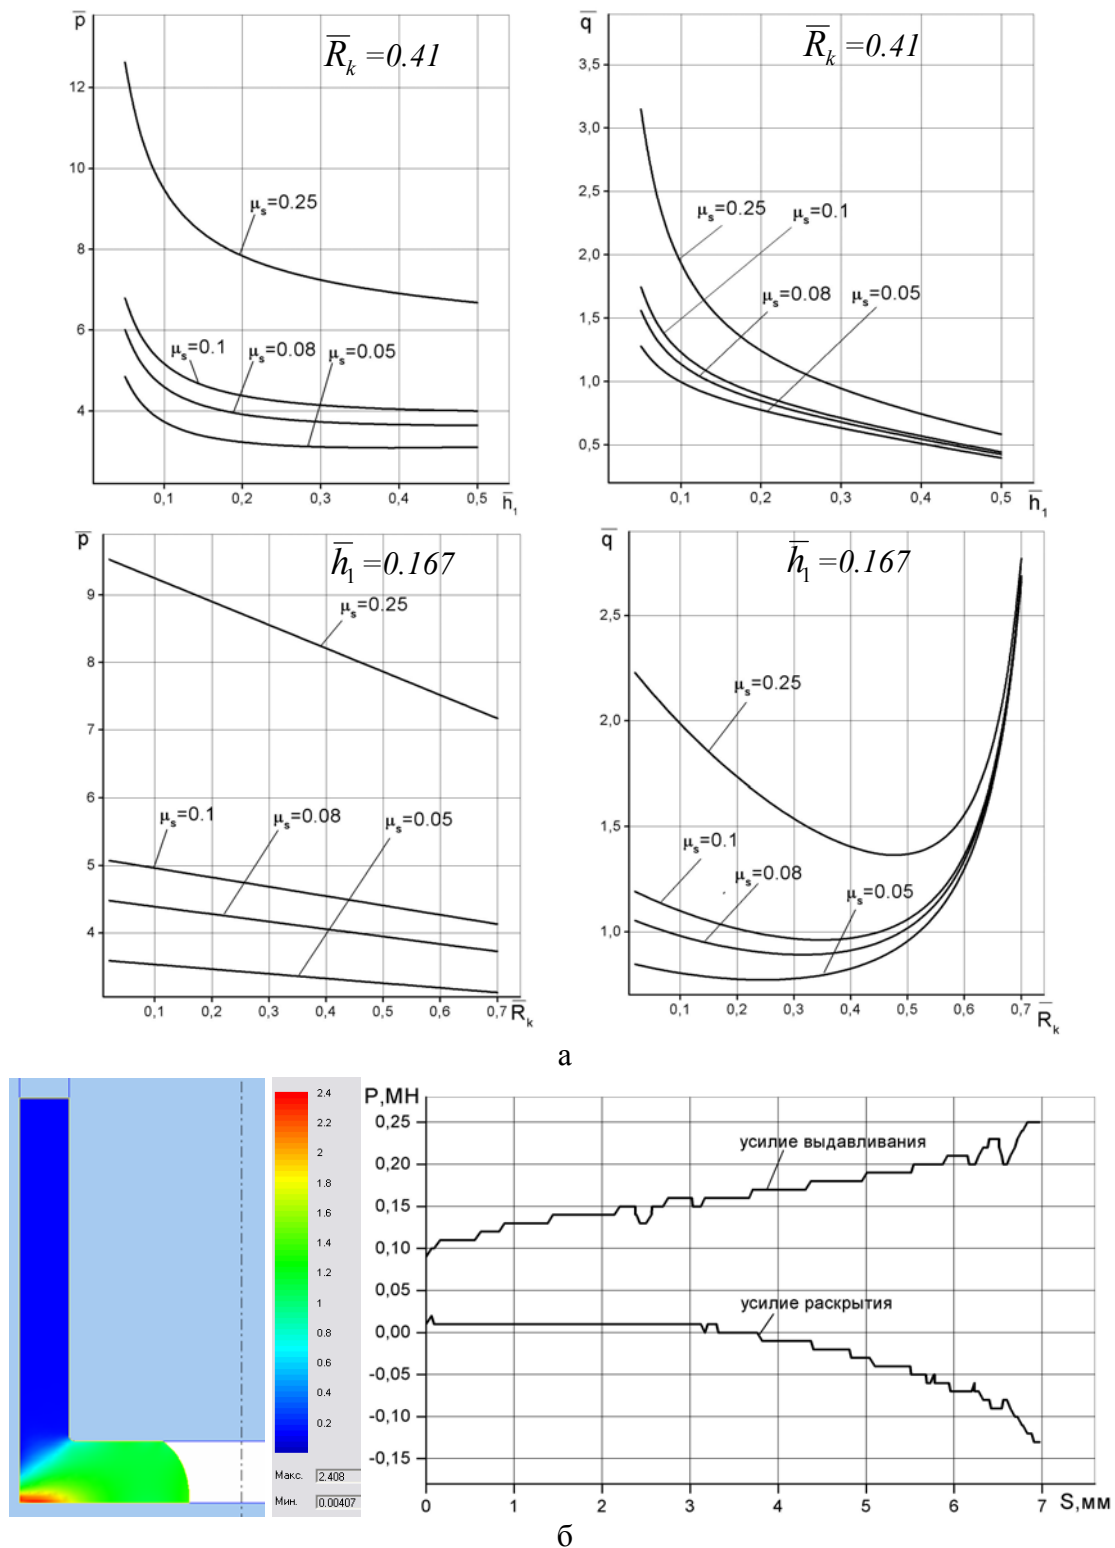 p̅
R̅ₖ =0.41
12
10
8
6
4
μₛ=0.25
μₛ=0.1
μₛ=0.08
μₛ=0.05
0,1 0,2 0,3 0,4 0,5 h̅₁
q̅
R̅ₖ =0.41
3,5
3,0
2,5
2,0
1,5
1,0
0,5
μₛ=0.25
μₛ=0.1
μₛ=0.08
μₛ=0.05
0,1 0,2 0,3 0,4 0,5 h̅₁
p̅
h̅₁ =0.167
9
8
7
6
5
4
μₛ=0.25
μₛ=0.1
μₛ=0.08
μₛ=0.05
0,1 0,2 0,3 0,4 0,5 0,6 0,7 R̅ₖ
q̅
h̅₁ =0.167
2,5
2,0
1,5
1,0
μₛ=0.25
μₛ=0.1
μₛ=0.08
μₛ=0.05
0,1 0,2 0,3 0,4 0,5 0,6 0,7 R̅ₖ
а
2.4
2.2
2
1.8
1.6
1.4
1.2
1
0.8
0.6
0.4
0.2
Макс. 2.408
Мин. 0.00407
P,МН
0,25
0,20
0,15
0,10
0,05
0,00
-0,05
-0,10
-0,15
усилие выдавливания
усилие раскрытия
0 1 2 3 4 5 6 7 S,мм
б